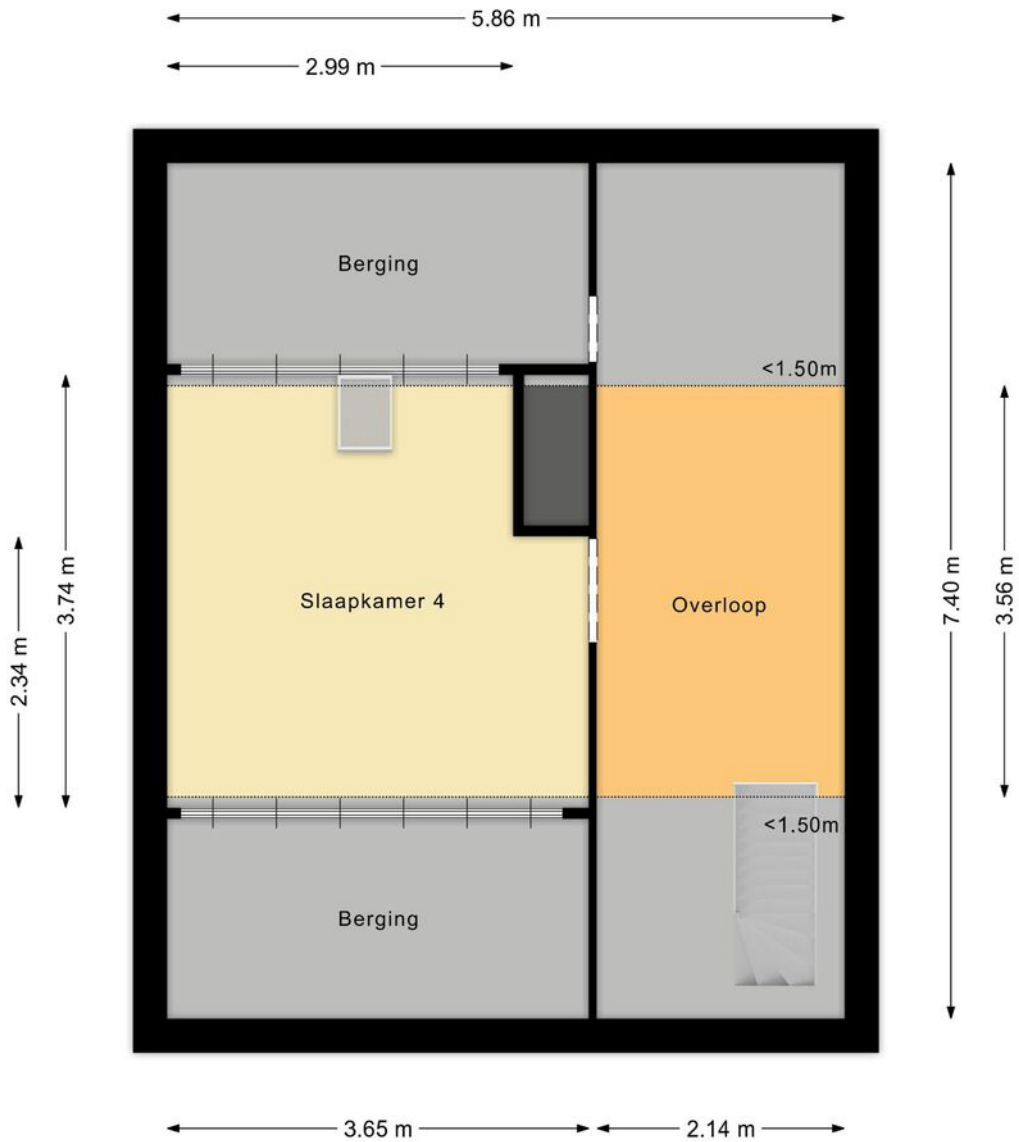 5.86 m
2.99 m
Berging
<1.50m
3.74 m
2.34 m
7.40 m
3.56 m
Slaapkamer 4
Overloop
<1.50m
Berging
3.65 m
2.14 m